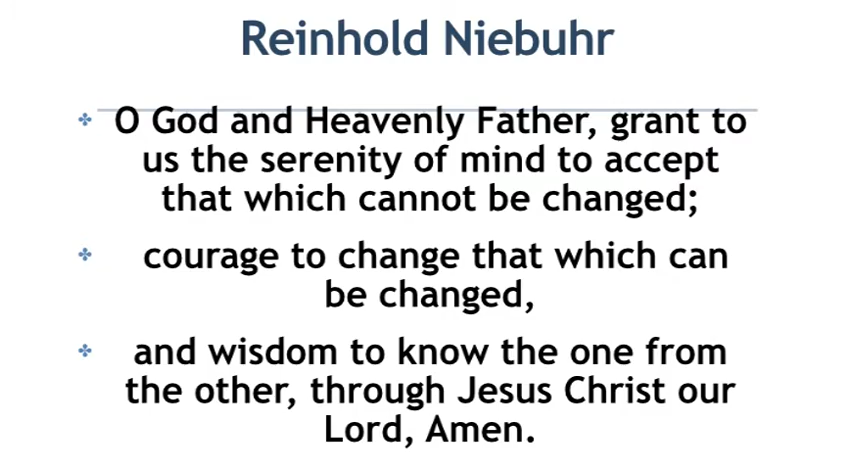 Reinhold Niebuhr
O God and Heavenly Father, grant to
us the serenity of mind to accept
that which cannot be changed;
courage to change that which can
be changed,
and wisdom to know the one from
the other, through Jesus Christ our
Lord, Amen.